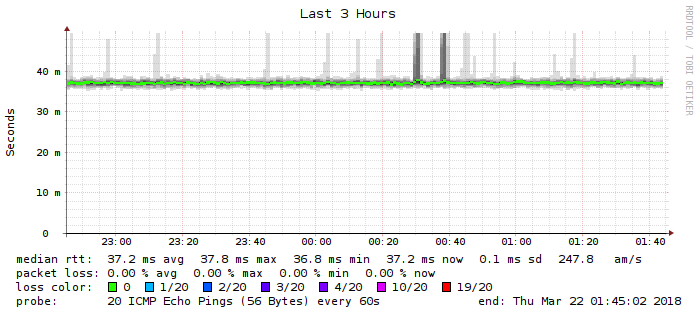 Last 3 Hours
RRDTOOL / TOBI OETIKER
Seconds
40 m
30 m
20 m
10 m
0
23:00 23:20 23:40 00:00 00:20 00:40 01:00 01:20 01:40
median rtt: 37.2 ms avg 37.8 ms max 36.8 ms min 37.2 ms now 0.1 ms sd 247.8 am/s
packet loss: 0.00 % avg 0.00 % max 0.00 % min 0.00 % now
loss color: 0 1/20 2/20 3/20 4/20 10/20 19/20
probe: 20 ICMP Echo Pings (56 Bytes) every 60s end: Thu Mar 22 01:45:02 2018